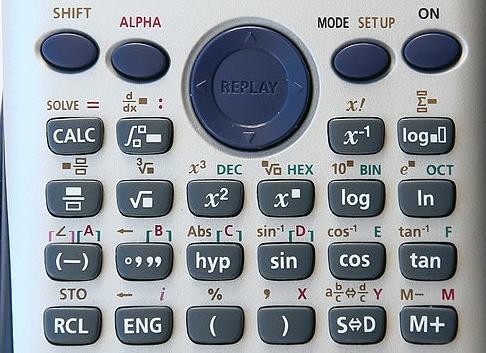 SHIFT ALPHA MODE SETUP ON
REPLAY
SOLVE = d/dx■ : x! Σ▫
CALC ∫▫■ x⁻¹ log■▯
■▫/▫ ³√▫ x³ DEC ▫√▫ HEX 10■ BIN e■ OCT
■/▫ √■ x² x■ log ln
∠ A ← B Abs C sin⁻¹ D cos⁻¹ E tan⁻¹ F
(−) °,,, hyp sin cos tan
STO ← i % , X a b/c⇔d/c Y M− M
RCL ENG ( ) S⇔D M+